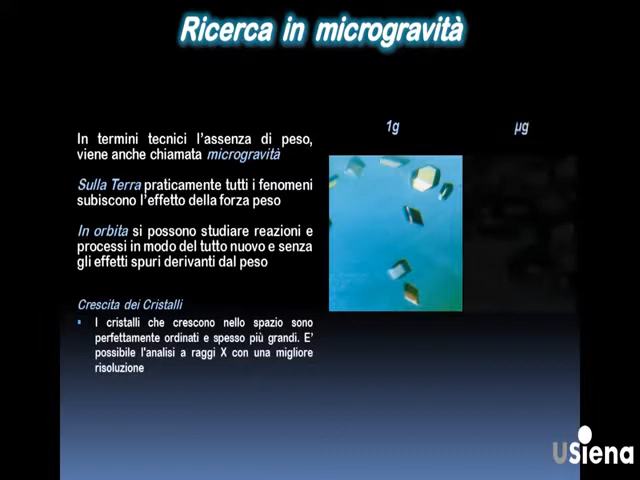 Ricerca in microgravità
In termini tecnici l'assenza di peso,
viene anche chiamata microgravità
Sulla Terra praticamente tutti i fenomeni
subiscono l'effetto della forza peso
In orbita si possono studiare reazioni e
processi in modo del tutto nuovo e senza
gli effetti spuri derivanti dal peso
Crescita dei Cristalli
I cristalli che crescono nello spazio sono
perfettamente ordinati e spesso più grandi. E'
possibile l'analisi a raggi X con una migliore
risoluzione
1g
µg
USiena